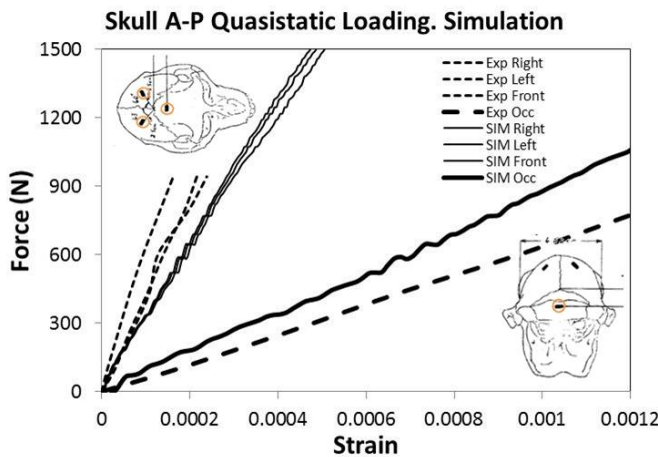 Skull A-P Quasistatic Loading. Simulation
1500
1200
900
600
300
0
Force (N)
Exp Right
Exp Left
Exp Front
Exp Occ
SIM Right
SIM Left
SIM Front
SIM Occ
0
0.0002
0.0004
0.0006
0.0008
0.001
0.0012
Strain